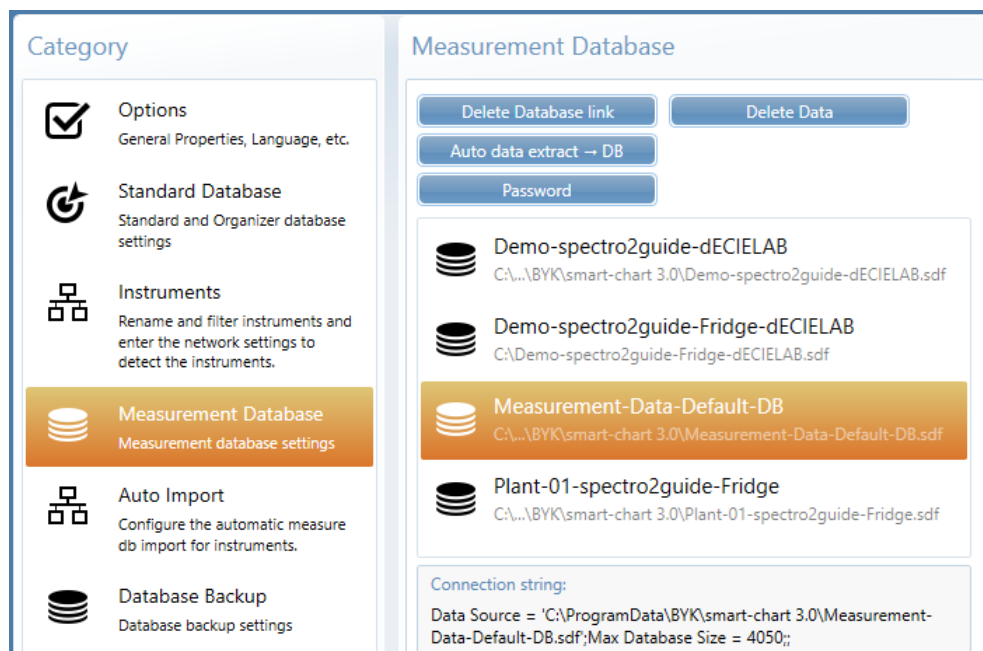 Category
Options
General Properties, Language, etc.
Standard Database
Standard and Organizer database
settings
Instruments
Rename and filter instruments and
enter the network settings to
detect the instruments.
Measurement Database
Measurement database settings
Auto Import
Configure the automatic measure
db import for instruments.
Database Backup
Database backup settings
Measurement Database
Delete Database link
Delete Data
Auto data extract → DB
Password
Demo-spectro2guide-dECIELAB
C:\...\BYK\smart-chart 3.0\Demo-spectro2guide-dECIELAB.sdf
Demo-spectro2guide-Fridge-dECIELAB
C:\Demo-spectro2guide-Fridge-dECIELAB.sdf
Measurement-Data-Default-DB
C:\...\BYK\smart-chart 3.0\Measurement-Data-Default-DB.sdf
Plant-01-spectro2guide-Fridge
C:\...\BYK\smart-chart 3.0\Plant-01-spectro2guide-Fridge.sdf
Connection string:
Data Source = 'C:\ProgramData\BYK\smart-chart 3.0\Measurement-
Data-Default-DB.sdf';Max Database Size = 4050;;